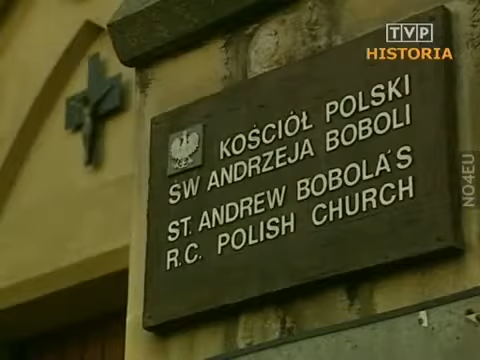 TVP
HISTORIA
KOŚCIÓŁ POLSKI
ŚW ANDRZEJA BOBOLI
ST. ANDREW BOBOLA'S
R.C. POLISH CHURCH
NO4EU